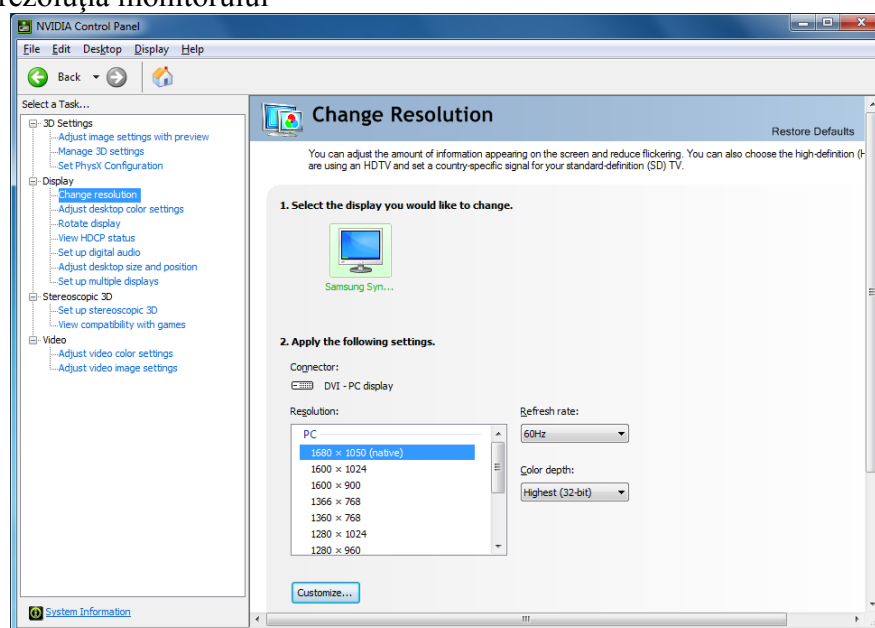 rezoluţia monitorului
NVIDIA Control Panel
File Edit Desktop Display Help
Back
Select a Task...
3D Settings
Adjust image settings with preview
Manage 3D settings
Set PhysX Configuration
Display
Change resolution
Adjust desktop color settings
Rotate display
View HDCP status
Set up digital audio
Adjust desktop size and position
Set up multiple displays
Stereoscopic 3D
Set up stereoscopic 3D
View compatibility with games
Video
Adjust video color settings
Adjust video image settings
System Information
Change Resolution
Restore Defaults
You can adjust the amount of information appearing on the screen and reduce flickering. You can also choose the high-definition (H
are using an HDTV and set a country-specific signal for your standard-definition (SD) TV.
1. Select the display you would like to change.
Samsung Syn...
2. Apply the following settings.
Connector:
DVI - PC display
Resolution:
PC
1680 × 1050 (native)
1600 × 1024
1600 × 900
1366 × 768
1360 × 768
1280 × 1024
1280 × 960
Refresh rate:
60Hz
Color depth:
Highest (32-bit)
Customize...